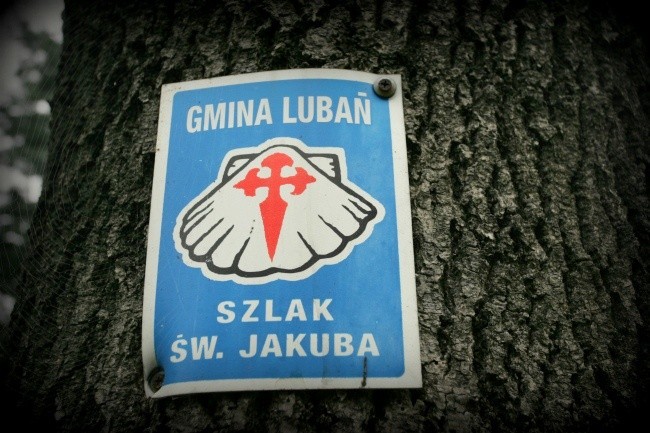 GMINA LUBAŃ
SZLAK
ŚW. JAKUBA